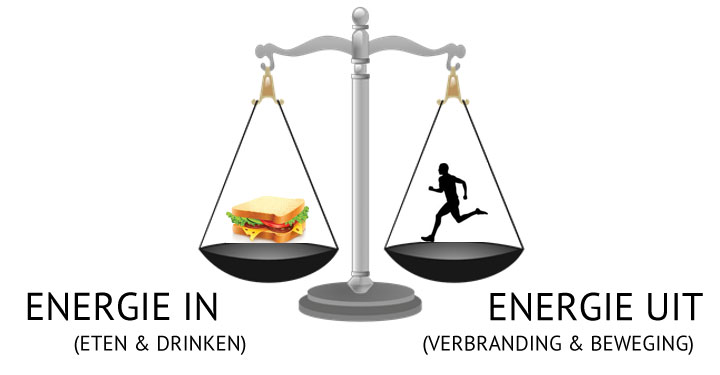 ENERGIE IN
(ETEN & DRINKEN)
ENERGIE UIT
(VERBRANDING & BEWEGING)